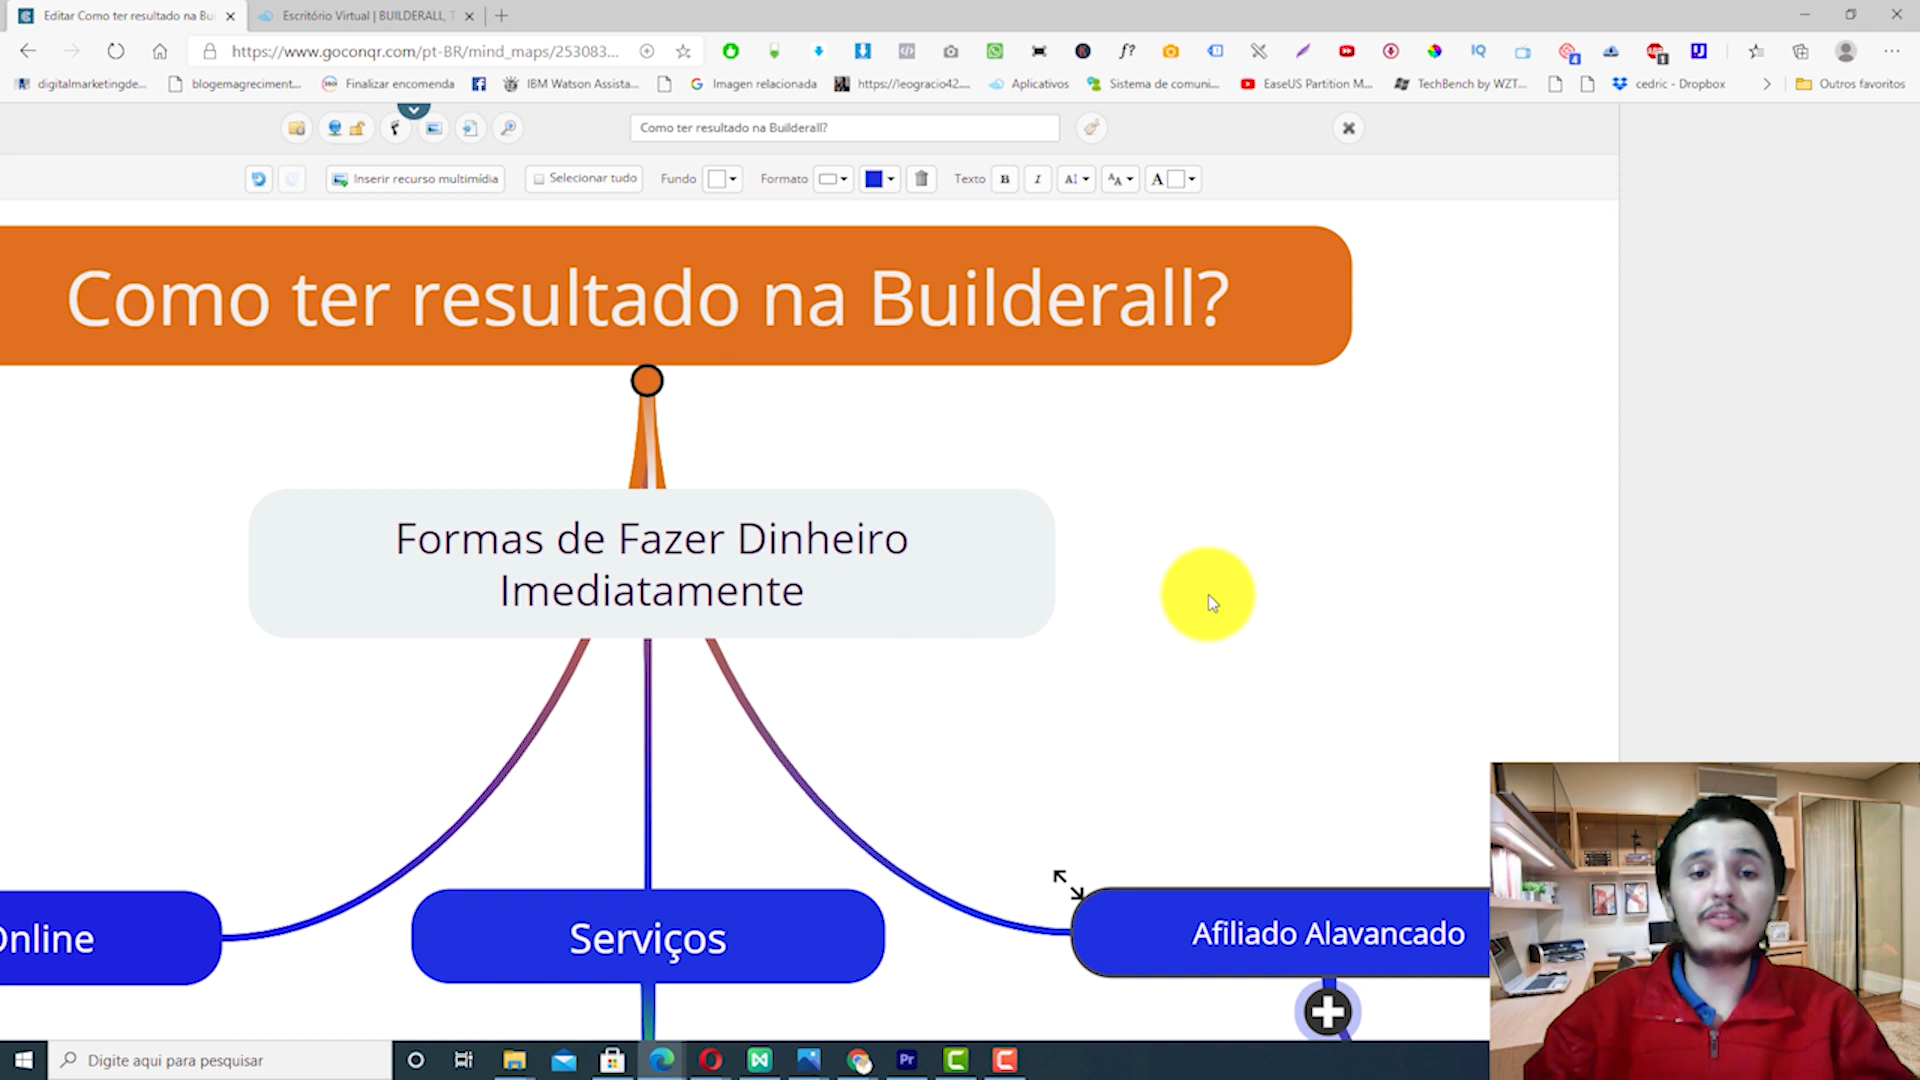 Editar Como ter resultado na Bu
Escritório Virtual | BUILDERALL, T
https://www.goconqr.com/pt-BR/mind_maps/253083...
f?
IQ
digitalmarketingde...
blogemagreciment...
Finalizar encomenda
IBM Watson Assista...
Imagen relacionada
https://leogracio42...
Aplicativos
Sistema de comuni...
EaseUS Partition M...
TechBench by WZT...
cedric - Dropbox
Outros favoritos
Como ter resultado na Builderall?
Inserir recurso multimídia
Selecionar tudo
Fundo
Formato
Texto
B
I
A
Como ter resultado na Builderall?
Formas de Fazer Dinheiro
Imediatamente
Online
Serviços
Afiliado Alavancado
Digite aqui para pesquisar
Pr